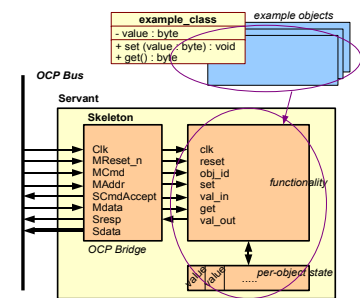 example_class
- value : byte
+ set (value : byte) : void
+ get() : byte
example objects
OCP Bus
Servant
Skeleton
Clk
MReset_n
MCmd
MAddr
SCmdAccept
Mdata
Sresp
Sdata
OCP Bridge
clk
reset
obj_id
set
val_in
get
val_out
functionality
value
value
.....
per-object state